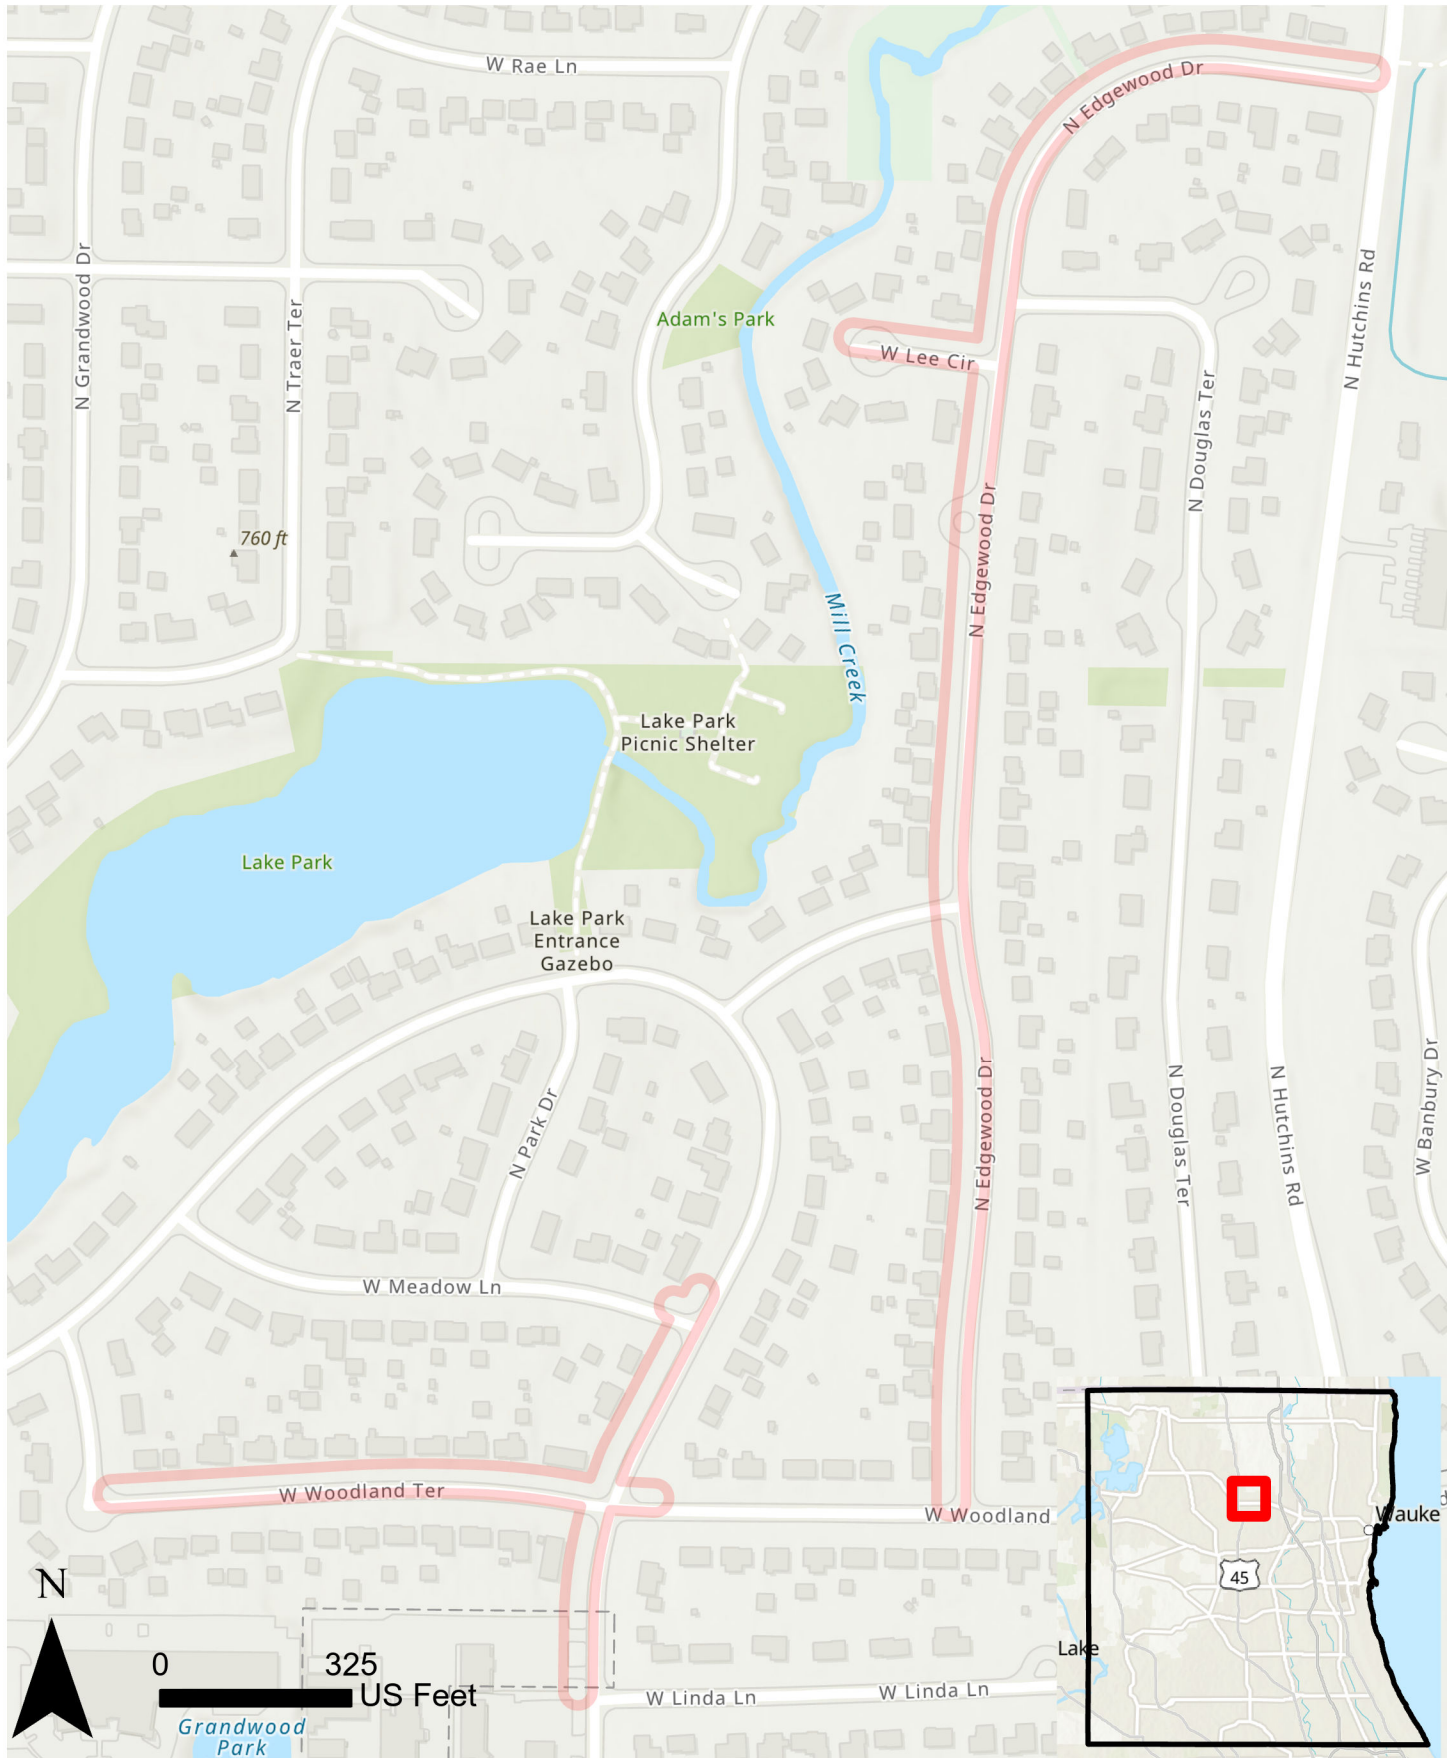 W Rae Ln
N Edgewood Dr
N Grandwood Dr
N Traer Ter
Adam's Park
W Lee Cir
N Hutchins Rd
N Douglas Ter
N Edgewood Dr
760 ft
Mill Creek
Lake Park
Picnic Shelter
Lake Park
Lake Park
Entrance
Gazebo
N Park Dr
N Edgewood Dr
N Douglas Ter
N Hutchins Rd
W Banbury Dr
W Meadow Ln
W Woodland Ter
W Woodland
Wauke
45
Lake
N
0 325
US Feet
W Linda Ln
W Linda Ln
Grandwood
Park